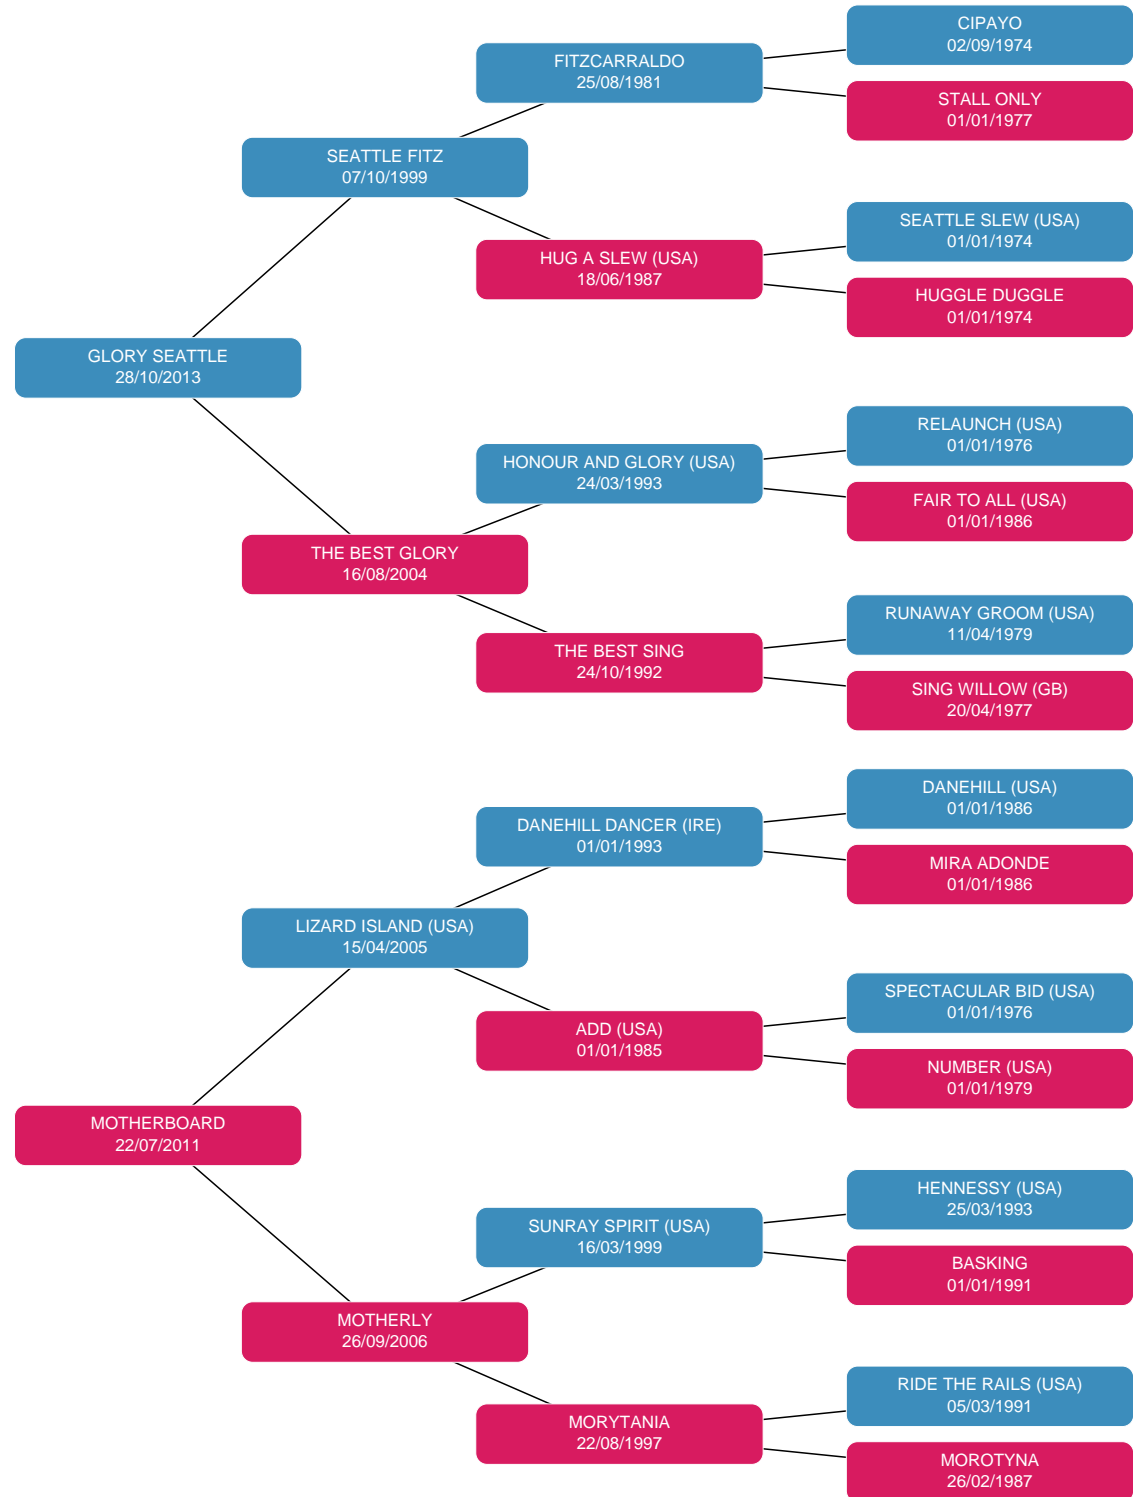 CIPAYO
02/09/1974
FITZCARRALDO
25/08/1981
STALL ONLY
01/01/1977
SEATTLE FITZ
07/10/1999
SEATTLE SLEW (USA)
01/01/1974
HUG A SLEW (USA)
18/06/1987
HUGGLE DUGGLE
01/01/1974
GLORY SEATTLE
28/10/2013
RELAUNCH (USA)
01/01/1976
HONOUR AND GLORY (USA)
24/03/1993
FAIR TO ALL (USA)
01/01/1986
THE BEST GLORY
16/08/2004
RUNAWAY GROOM (USA)
11/04/1979
THE BEST SING
24/10/1992
SING WILLOW (GB)
20/04/1977
DANEHILL (USA)
01/01/1986
DANEHILL DANCER (IRE)
01/01/1993
MIRA ADONDE
01/01/1986
LIZARD ISLAND (USA)
15/04/2005
SPECTACULAR BID (USA)
01/01/1976
ADD (USA)
01/01/1985
NUMBER (USA)
01/01/1979
MOTHERBOARD
22/07/2011
HENNESSY (USA)
25/03/1993
SUNRAY SPIRIT (USA)
16/03/1999
BASKING
01/01/1991
MOTHERLY
26/09/2006
RIDE THE RAILS (USA)
05/03/1991
MORYTANIA
22/08/1997
MOROTYNA
26/02/1987